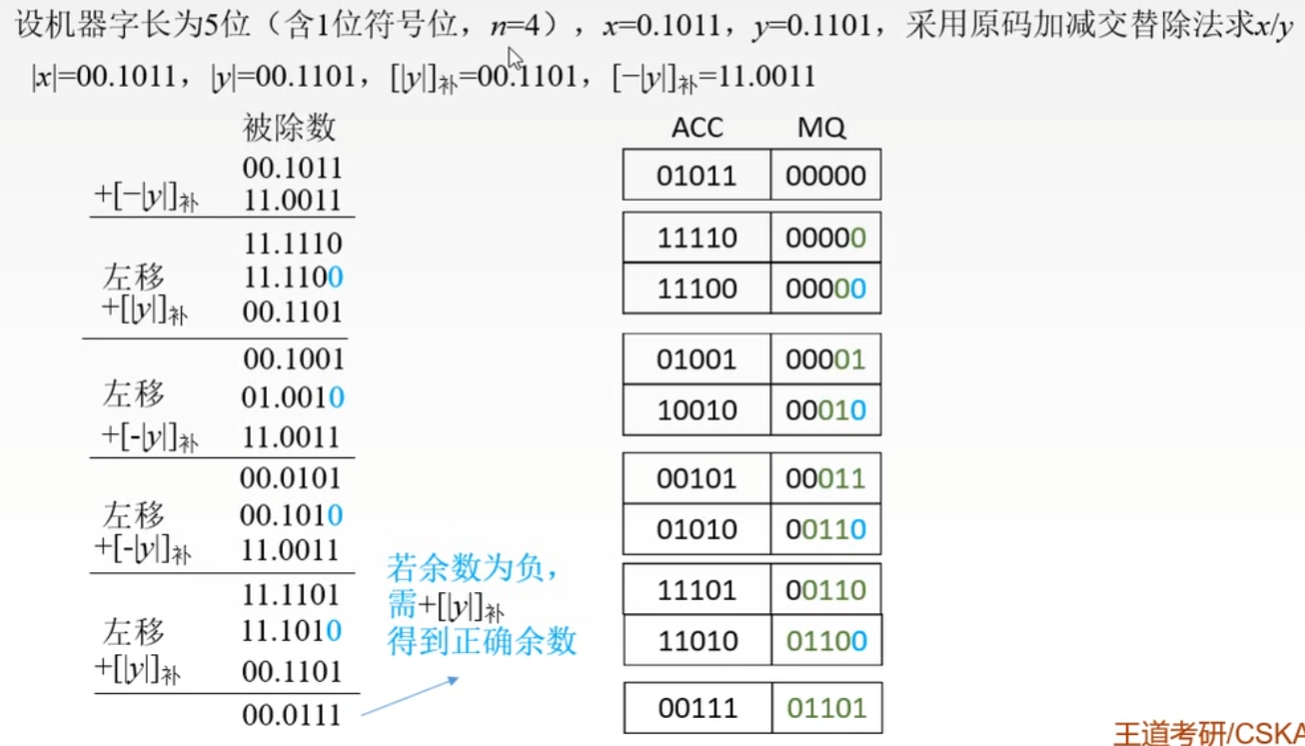 设机器字长为5位（含1位符号位，n=4），x=0.1011，y=0.1101，采用原码加减交替除法求x/y
|x|=00.1011，|y|=00.1101，[|y|]补=00.1101，[−|y|]补=11.0011
被除数 ACC MQ
00.1011 01011 00000
+[−|y|]补 11.0011
11.1110 11110 00000
左移 11.1100 11100 00000
+[|y|]补 00.1101
00.1001 01001 00001
左移 01.0010 10010 00010
+[-|y|]补 11.0011
00.0101 00101 00011
左移 00.1010 01010 00110
+[-|y|]补 11.0011
11.1101 11101 00110
左移 11.1010 11010 01100
+[|y|]补 00.1101
00.0111 00111 01101
若余数为负，
需+[|y|]补
得到正确余数
王道考研/CSKA